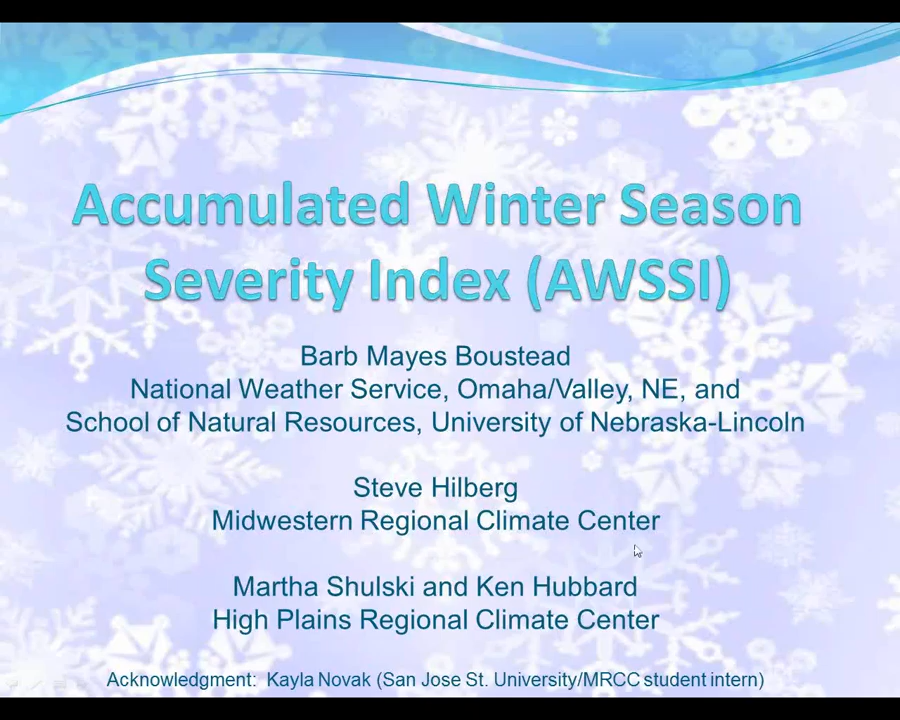 Accumulated Winter Season
Severity Index (AWSSI)
Barb Mayes Boustead
National Weather Service, Omaha/Valley, NE, and
School of Natural Resources, University of Nebraska-Lincoln
Steve Hilberg
Midwestern Regional Climate Center
Martha Shulski and Ken Hubbard
High Plains Regional Climate Center
Acknowledgment: Kayla Novak (San Jose St. University/MRCC student intern)